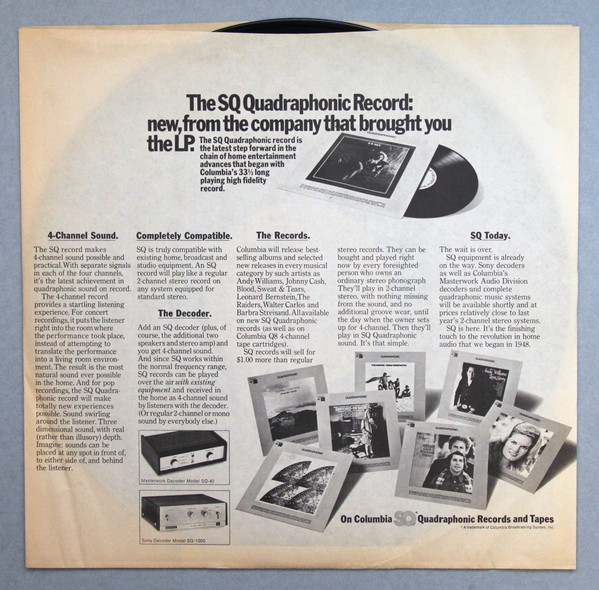 The SQ Quadraphonic Record:
new, from the company that brought you
the LP.
The SQ Quadraphonic record is
the latest step forward in the
chain of home entertainment
advances that began with
Columbia's 33⅓ long
playing high fidelity
record.
4-Channel Sound.
The SQ record makes
4-channel sound possible and
practical. With separate signals
in each of the four channels,
it's the latest achievement in
quadraphonic sound on record.
The 4-channel record
provides a startling listening
experience. For concert
recordings, it puts the listener
right into the room where
the performance took place,
instead of attempting to
translate the performance
into a living room environ-
ment. The result is the most
natural sound ever possible
in the home. And for pop
recordings, the SQ Quadra-
phonic record will make
totally new experiences
possible. Sound swirling
around the listener. Three
dimensional sound, with real
(rather than illusory) depth.
Imagine: sounds can be
placed at any spot in front of,
to either side of, and behind
the listener.
Completely Compatible.
SQ is truly compatible with
existing home, broadcast and
studio equipment. An SQ
record will play like a regular
2-channel stereo record on
any system equipped for
standard stereo.
The Decoder.
Add an SQ decoder (plus, of
course, the additional two
speakers and stereo amp) and
you get 4-channel sound.
And since SQ works within
the normal frequency range,
SQ records can be played
over the air with existing
equipment and received in
the home as 4-channel sound
by listeners with the decoder.
(Or regular 2-channel or mono
sound by everyone else.)
Masterwork Decoder Model SQ-40
Sony Decoder Model SQ-1000
The Records.
Columbia will release best-
selling albums and selected
new releases in every musical
category by such artists as
Andy Williams, Johnny Cash,
Blood, Sweat & Tears,
Leonard Bernstein, The
Raiders, Walter Carlos and
Barbra Streisand. All available
on new SQ Quadraphonic
records (as well as on
Columbia Q8 4-channel
tape cartridges).
SQ records will sell for
$1.00 more than regular
stereo records. They can be
bought and played right
now by every foresighted
person who owns an
ordinary stereo phonograph
They'll play in 2-channel
stereo, with nothing missing
from the sound, and no
additional groove wear, until
the day when the owner sets
up for 4-channel. Then they'll
play in SQ Quadraphonic
sound. It's that simple.
SQ Today.
The wait is over.
SQ equipment is already
on the way. Sony decoders
as well as Columbia's
Masterwork Audio Division
decoders and complete
quadraphonic music systems
will be available shortly and at
prices relatively close to last
year's 2-channel stereo systems.
SQ is here. It's the finishing
touch to the revolution in home
audio that we began in 1948.
On Columbia SQ Quadraphonic Records and Tapes
* A trademark of Columbia Broadcasting System, Inc.